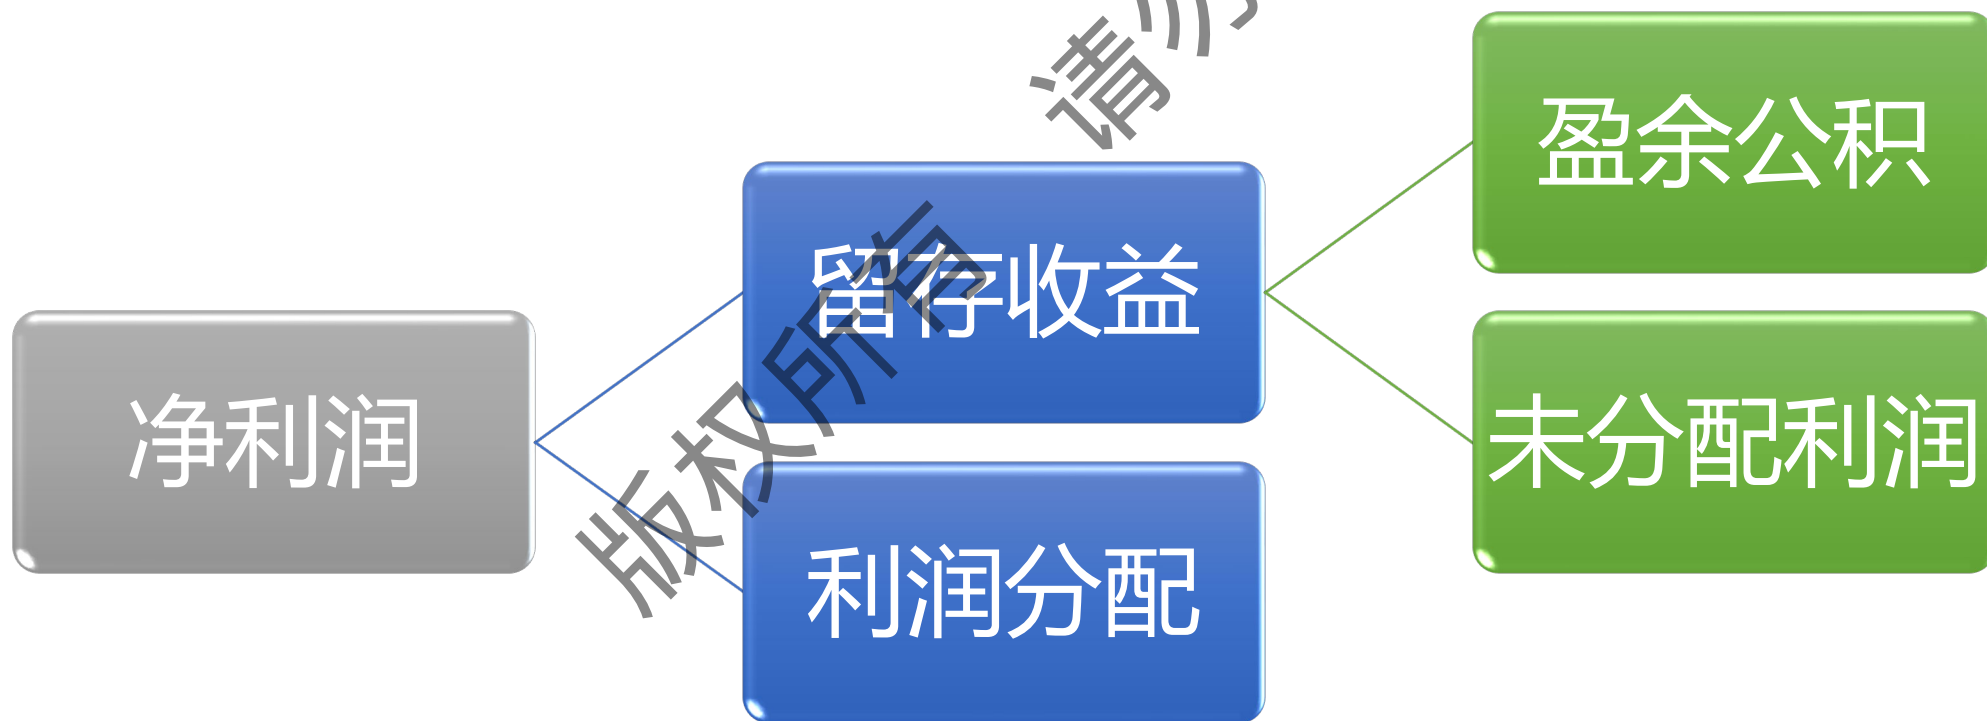 净利润
留存收益
利润分配
盈余公积
未分配利润
版权所有
请勿